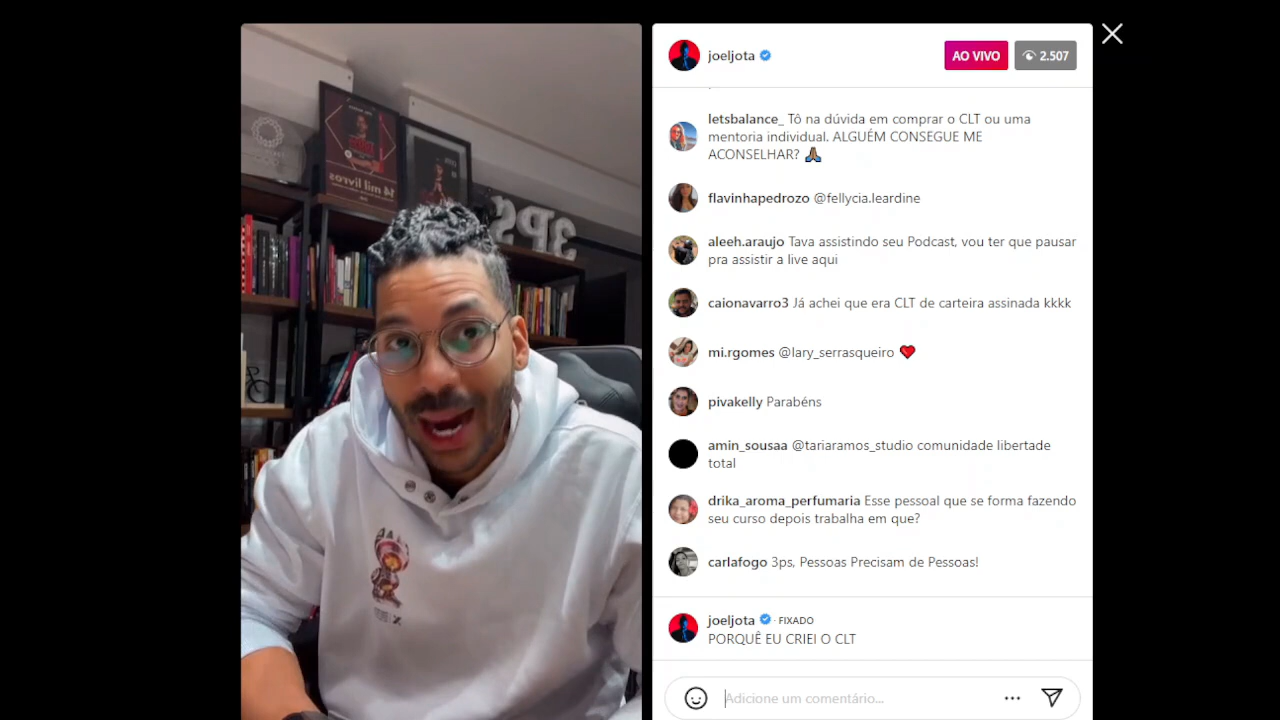 joeljota
AO VIVO
2.507
letsbalance_ Tô na dúvida em comprar o CLT ou uma
mentoria individual. ALGUÉM CONSEGUE ME
ACONSELHAR? 🙏🏽
flavinhapedrozo @fellycia.leardine
aleeh.araujo Tava assistindo seu Podcast, vou ter que pausar
pra assistir a live aqui
caionavarro3 Já achei que era CLT de carteira assinada kkkk
mi.rgomes @lary_serrasqueiro ❤️
pivakelly Parabéns
amin_sousaa @tariaramos_studio comunidade libertade
total
drika_aroma_perfumaria Esse pessoal que se forma fazendo
seu curso depois trabalha em que?
carlafogo 3ps, Pessoas Precisam de Pessoas!
joeljota · FIXADO
PORQUÊ EU CRIEI O CLT
Adicione um comentário...
14 mil livros
3PS